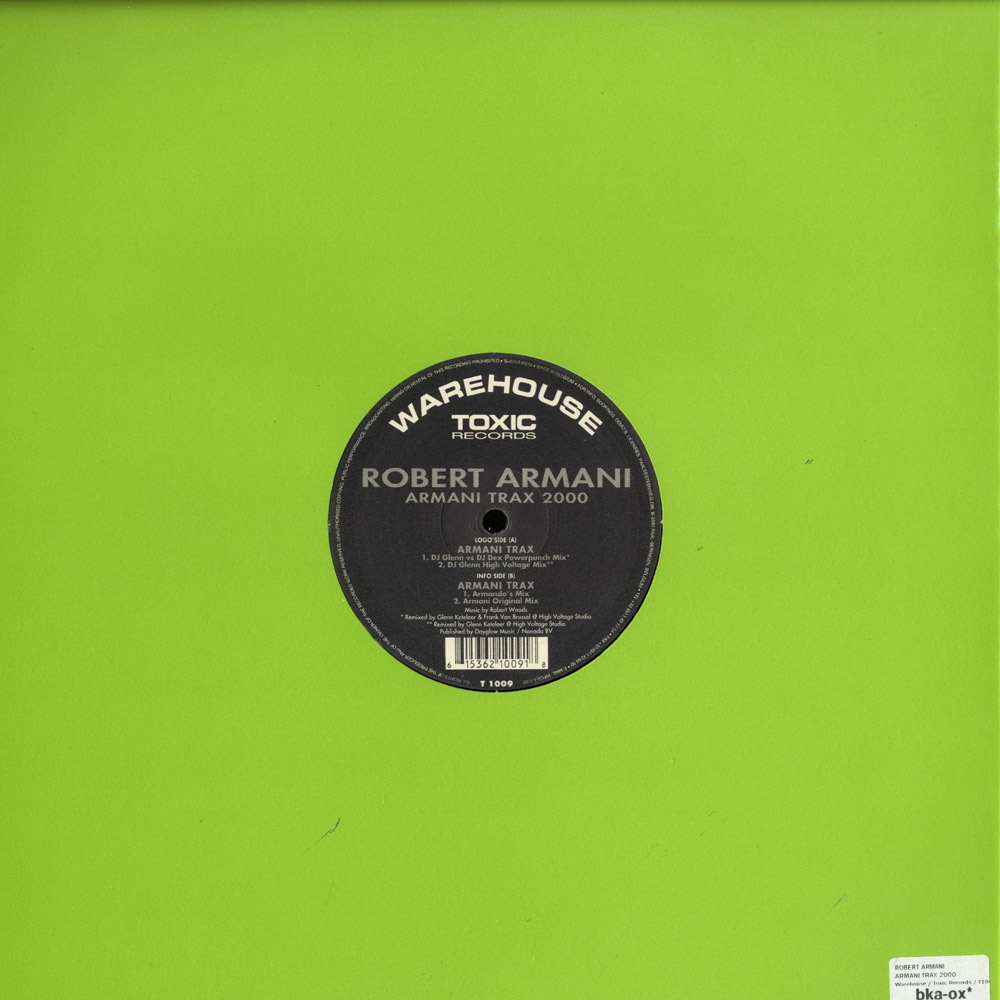 WAREHOUSE
TOXIC
RECORDS
ROBERT ARMANI
ARMANI TRAX 2000
LOGO SIDE (A)
ARMANI TRAX
1. DJ Glenn vs DJ Dex Powerpunch Mix*
2. DJ Glenn High Voltage Mix**
INFO SIDE (B)
ARMANI TRAX
1. Armando's Mix
2. Armani Original Mix
Music by Robert Woods
* Remixed by Glenn Keteleer & Frank Van Brussel @ High Voltage Studio
** Remixed by Glenn Keteleer @ High Voltage Studio
Published by Dayglow Music / Nanada BV
6 15362 10091 8
T 1009
ROBERT ARMANI
ARMANI TRAX 2000
Warehouse / Toxic Records
bka-ox*